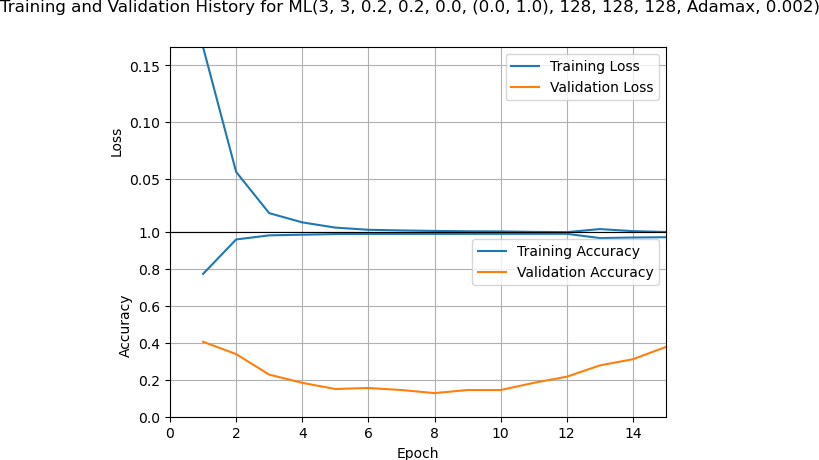 Training and Validation History for ML(3, 3, 0.2, 0.2, 0.0, (0.0, 1.0), 128, 128, 128, Adamax, 0.002)
0.15
0.10
0.05
Loss
Training Loss
Validation Loss
1.0
0.8
0.6
0.4
0.2
0.0
Accuracy
Training Accuracy
Validation Accuracy
0 2 4 6 8 10 12 14
Epoch